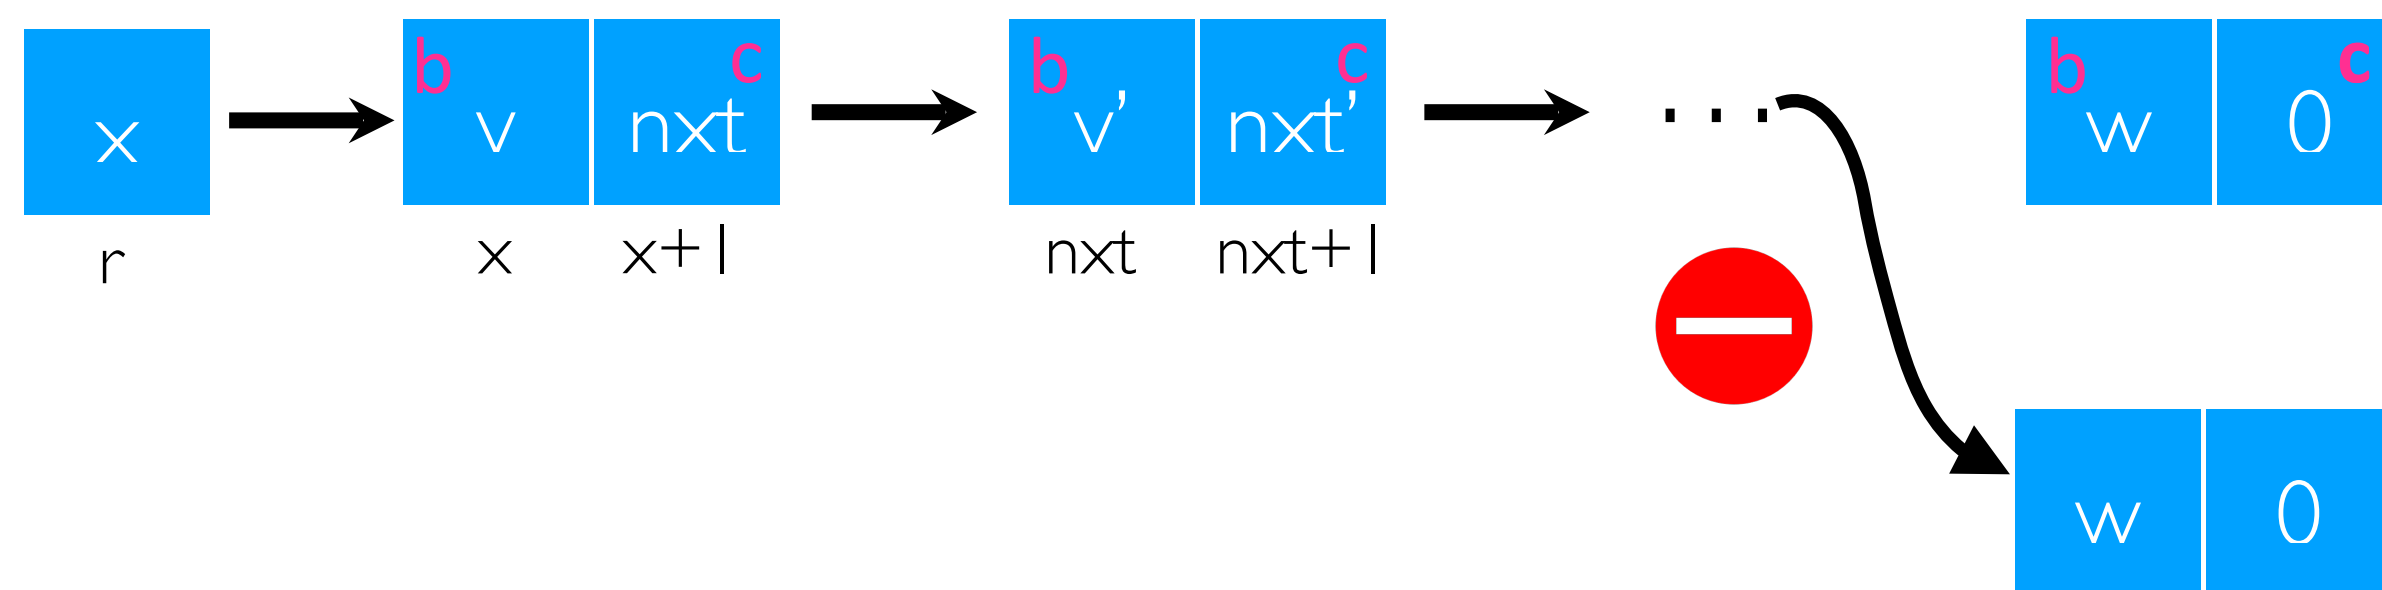 b c b c b c
x v nxt v' nxt' ... w 0
r x x+1 nxt nxt+1
w 0